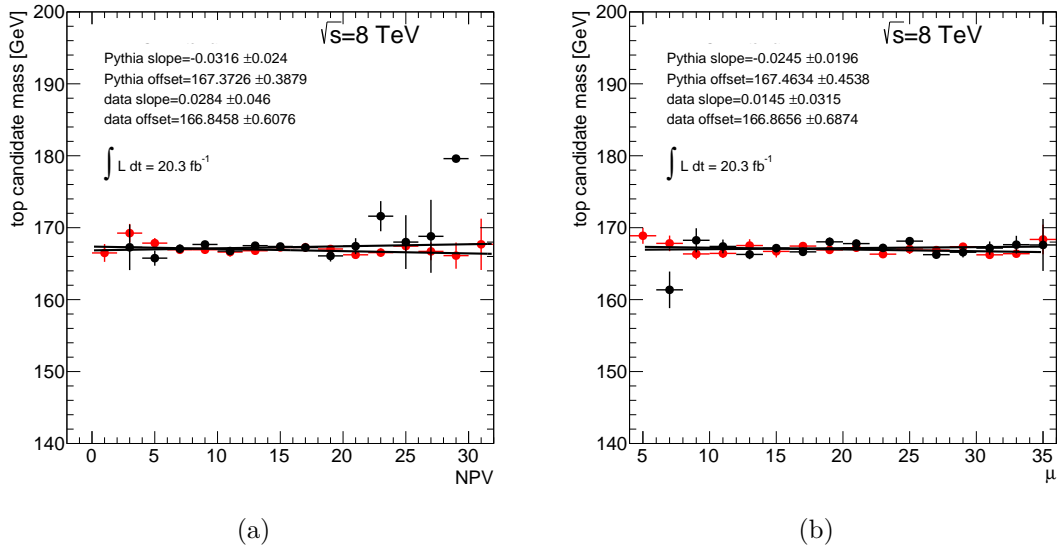 top candidate mass [GeV]
200
190
180
170
160
150
140
√s=8 TeV
Pythia slope=-0.0316 ±0.024
Pythia offset=167.3726 ±0.3879
data slope=0.0284 ±0.046
data offset=166.8458 ±0.6076
∫ L dt = 20.3 fb⁻¹
0 5 10 15 20 25 30
NPV
(a)
top candidate mass [GeV]
200
190
180
170
160
150
140
√s=8 TeV
Pythia slope=-0.0245 ±0.0196
Pythia offset=167.4634 ±0.4538
data slope=0.0145 ±0.0315
data offset=166.8656 ±0.6874
∫ L dt = 20.3 fb⁻¹
5 10 15 20 25 30 35
μ
(b)